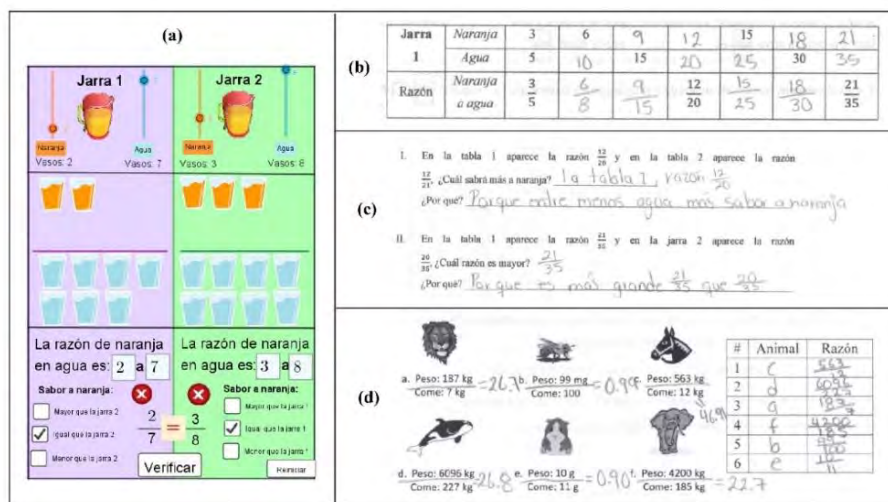 (a)
Jarra 1
Jarra 2
Naranja
Agua
Naranja
Agua
Vasos: 2
Vasos: 7
Vasos: 3
Vasos: 8
La razón de naranja
en agua es: 2 a 7
La razón de naranja
en agua es: 3 a 8
Sabor a naranja:
Mayor que la jarra 2
Igual que la jarra 2
Menor que la jarra 2
2/7 = 3/8
Sabor a naranja:
Mayor que la jarra 1
Igual que la jarra 1
Menor que la jarra 1
Verificar
Reiniciar
(b)
Jarra 1 Naranja 3 6 9 12 15 18 21
Agua 5 10 15 20 25 30 35
Razón Naranja a agua 3/5 6/8 9/15 12/20 15/25 18/30 21/35
(c)
I. En la tabla 1 aparece la razón 12/20 y en la tabla 2 aparece la razón
12/21. ¿Cuál sabrá más a naranja? la tabla 1, razón 12/20
¿Por qué? Porque entre menos agua más sabor a naranja
II. En la tabla 1 aparece la razón 21/35 y en la jarra 2 aparece la razón
20/35. ¿Cuál razón es mayor? 21/35
¿Por qué? Por que es más grande 21/35 que 20/35
(d)
a. Peso: 187 kg
Come: 7 kg
= 26.7
b. Peso: 99 mg
Come: 100
= 0.99
Peso: 563 kg
Come: 12 kg
46.9
d. Peso: 6096 kg
Come: 227 kg
= 26.8
e. Peso: 10 g
Come: 11 g
= 0.90
f. Peso: 4200 kg
Come: 185 kg
= 22.7
# Animal Razón
1 c 563/12
2 d 6096/227
3 a 187/7
4 f 4200/185
5 b
6 e 10/11